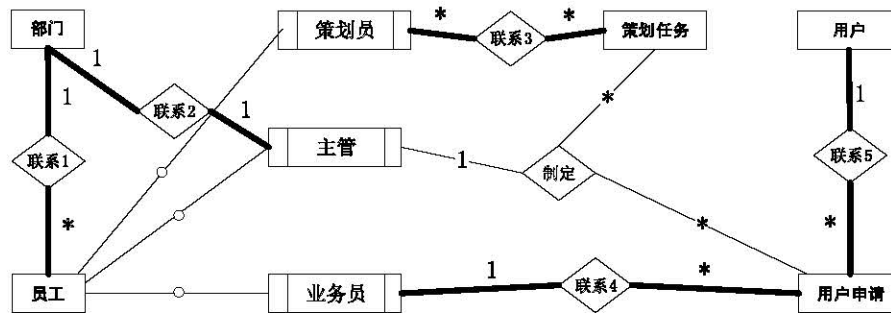 部门
策划员
*
联系3
*
策划任务
用户
1
1
联系2
1
*
1
联系1
主管
1
制定
联系5
*
*
*
员工
业务员
1
联系4
*
用户申请